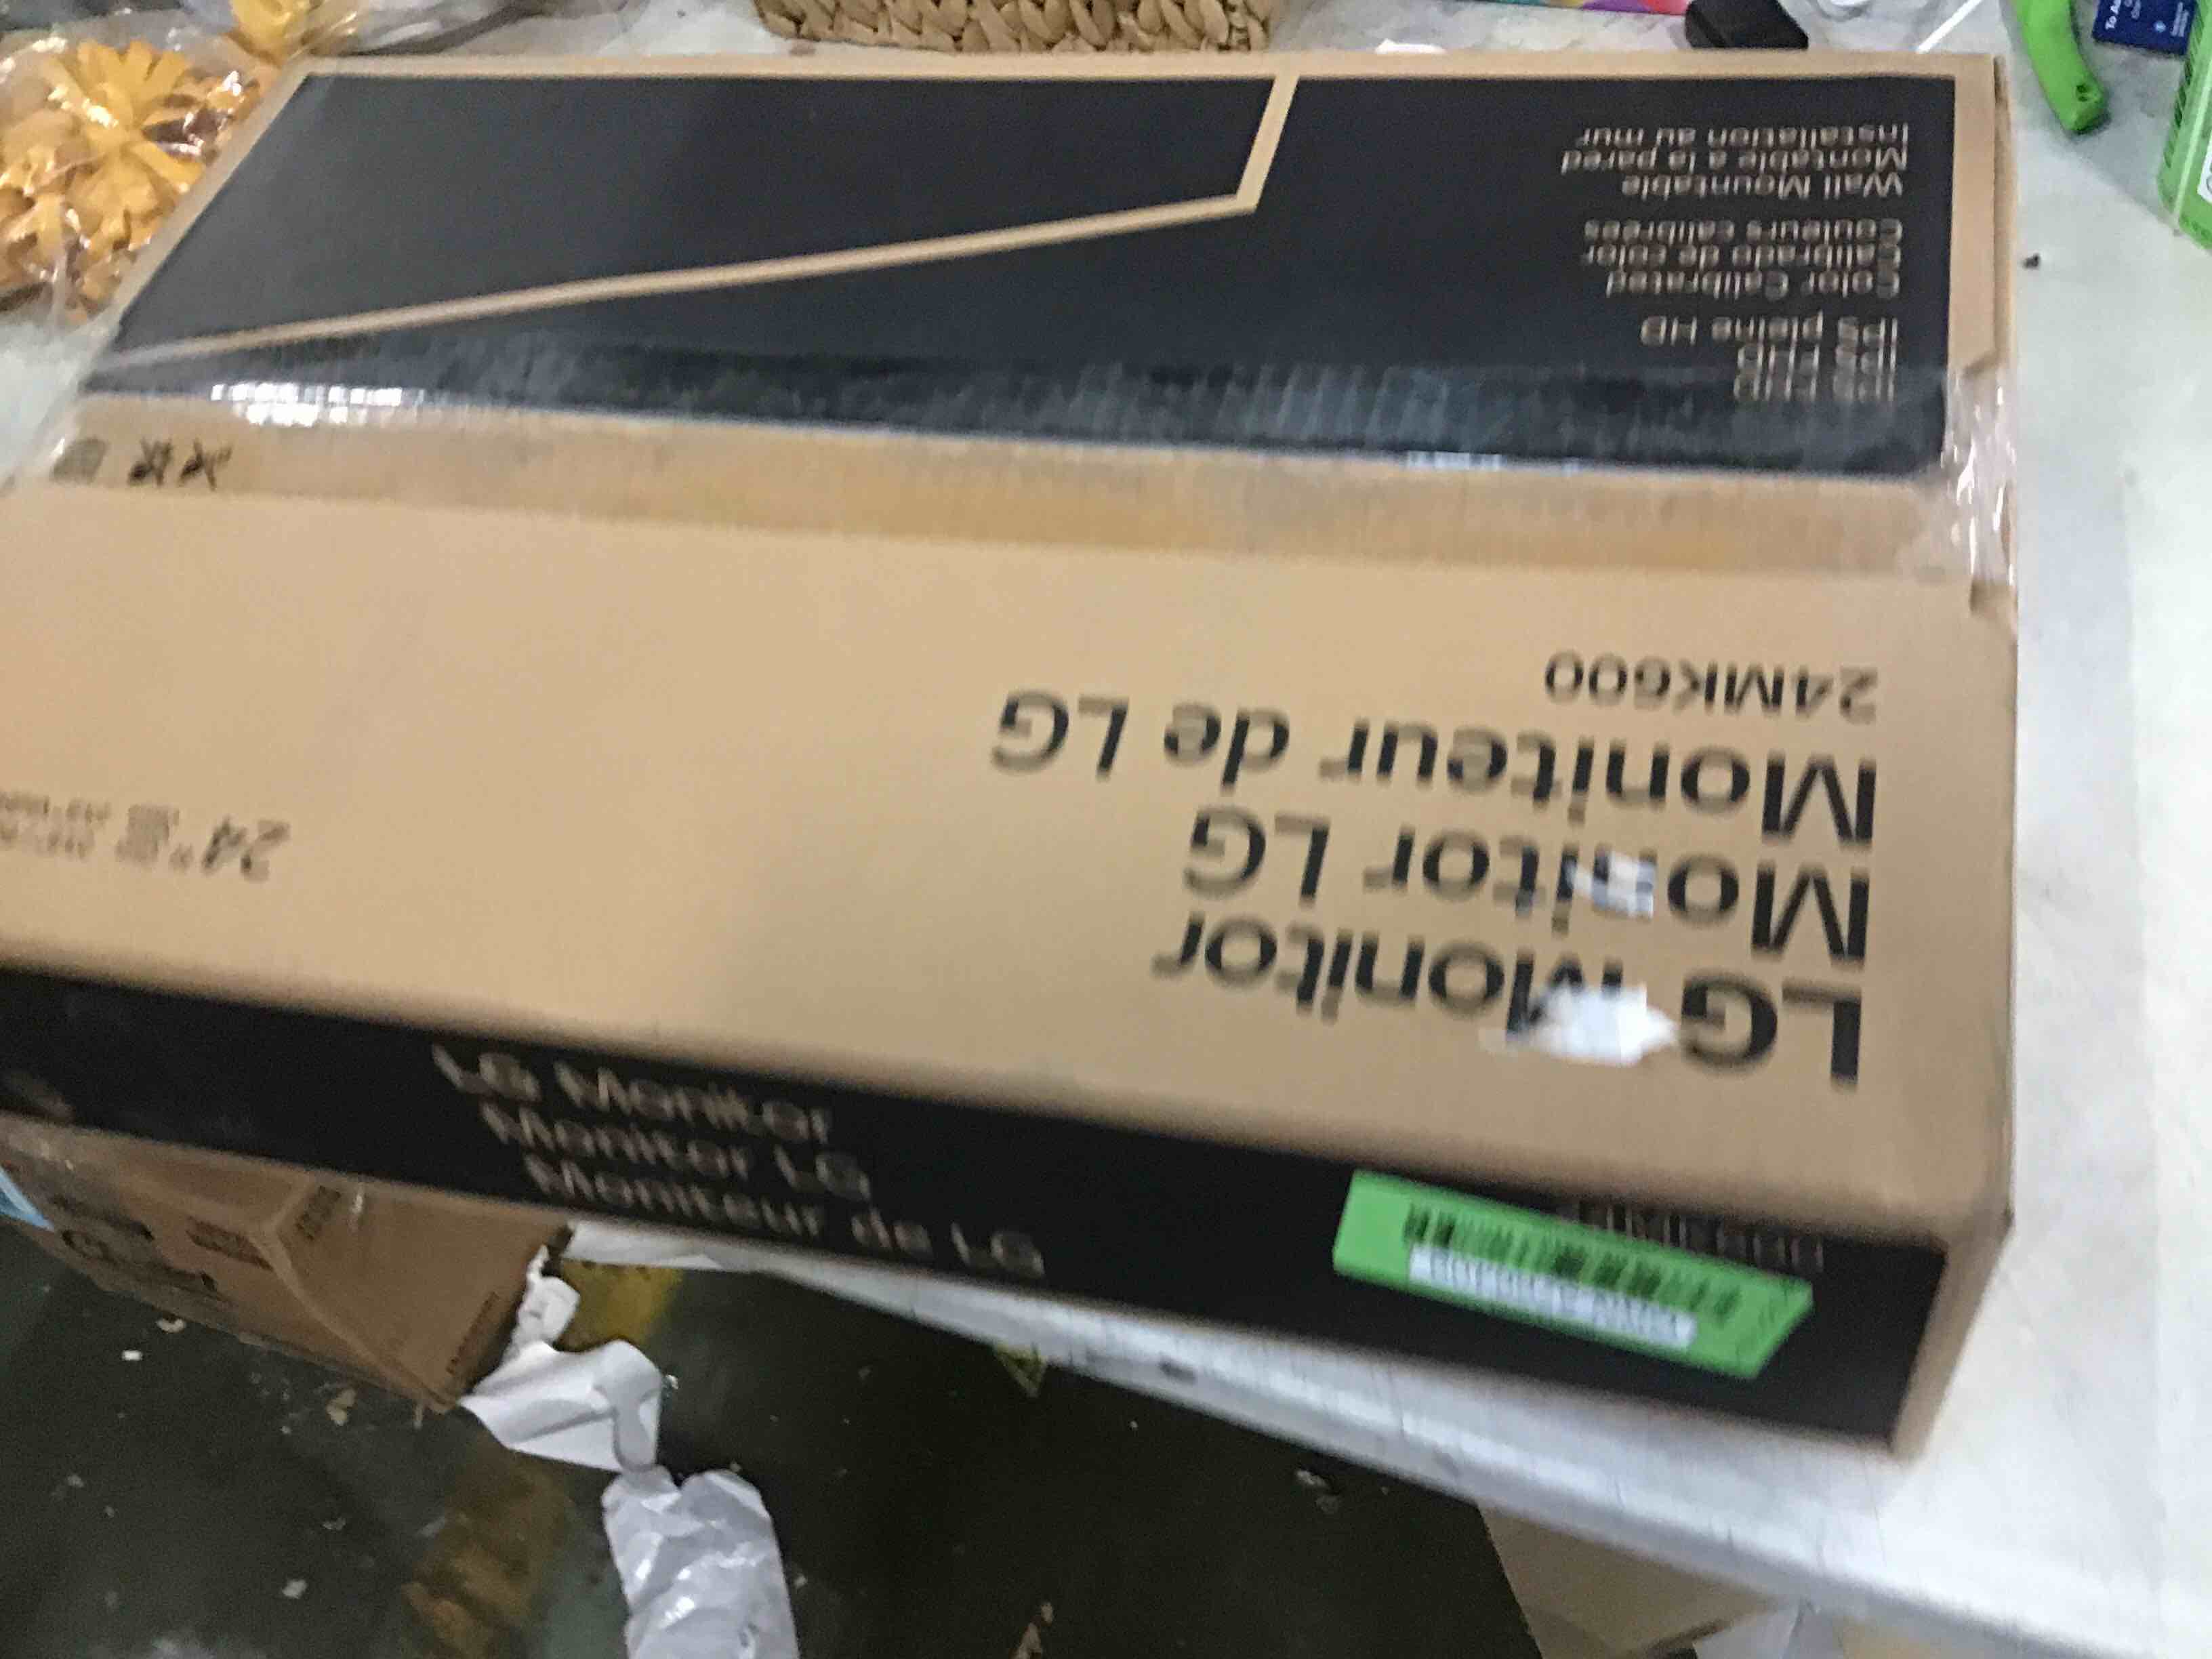 LG Monitor
Monitor LG
Moniteur de LG
24MK600
24"
IPS FHD
IPS FHD
IPS pleine HD
Color Calibrated
Calibrado de color
Couleurs calibrées
Wall Mountable
Montable a la pared
Installation au mur
LG Monitor
Monitor LG
Moniteur de LG